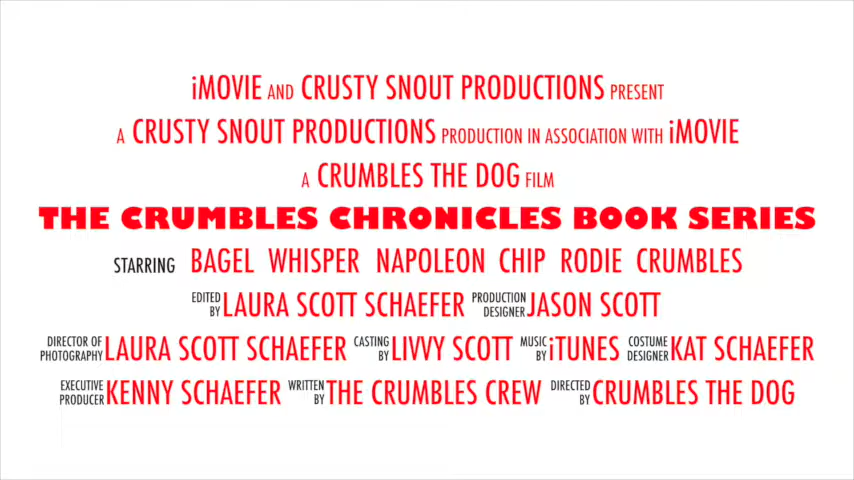 iMOVIE AND CRUSTY SNOUT PRODUCTIONS PRESENT
A CRUSTY SNOUT PRODUCTIONS PRODUCTION IN ASSOCIATION WITH iMOVIE
A CRUMBLES THE DOG FILM
THE CRUMBLES CHRONICLES BOOK SERIES
STARRING BAGEL WHISPER NAPOLEON CHIP RODIE CRUMBLES
EDITED BY LAURA SCOTT SCHAEFER PRODUCTION DESIGNER JASON SCOTT
DIRECTOR OF PHOTOGRAPHY LAURA SCOTT SCHAEFER CASTING BY LIVVY SCOTT MUSIC BY iTUNES COSTUME DESIGNER KAT SCHAEFER
EXECUTIVE PRODUCER KENNY SCHAEFER WRITTEN BY THE CRUMBLES CREW DIRECTED BY CRUMBLES THE DOG